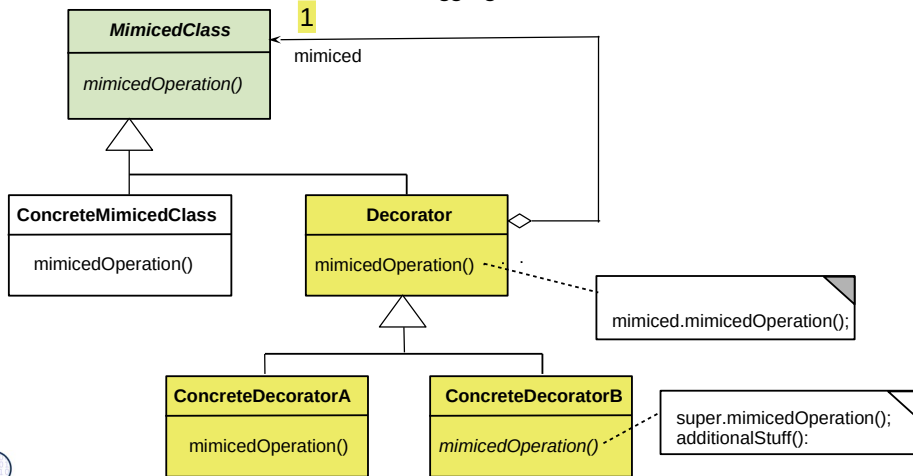 1
MimicedClass
mimiced
mimicedOperation()
ConcreteMimicedClass
Decorator
mimicedOperation()
mimicedOperation()
mimiced.mimicedOperation();
ConcreteDecoratorA
ConcreteDecoratorB
mimicedOperation()
mimicedOperation()
super.mimicedOperation();
additionalStuff():